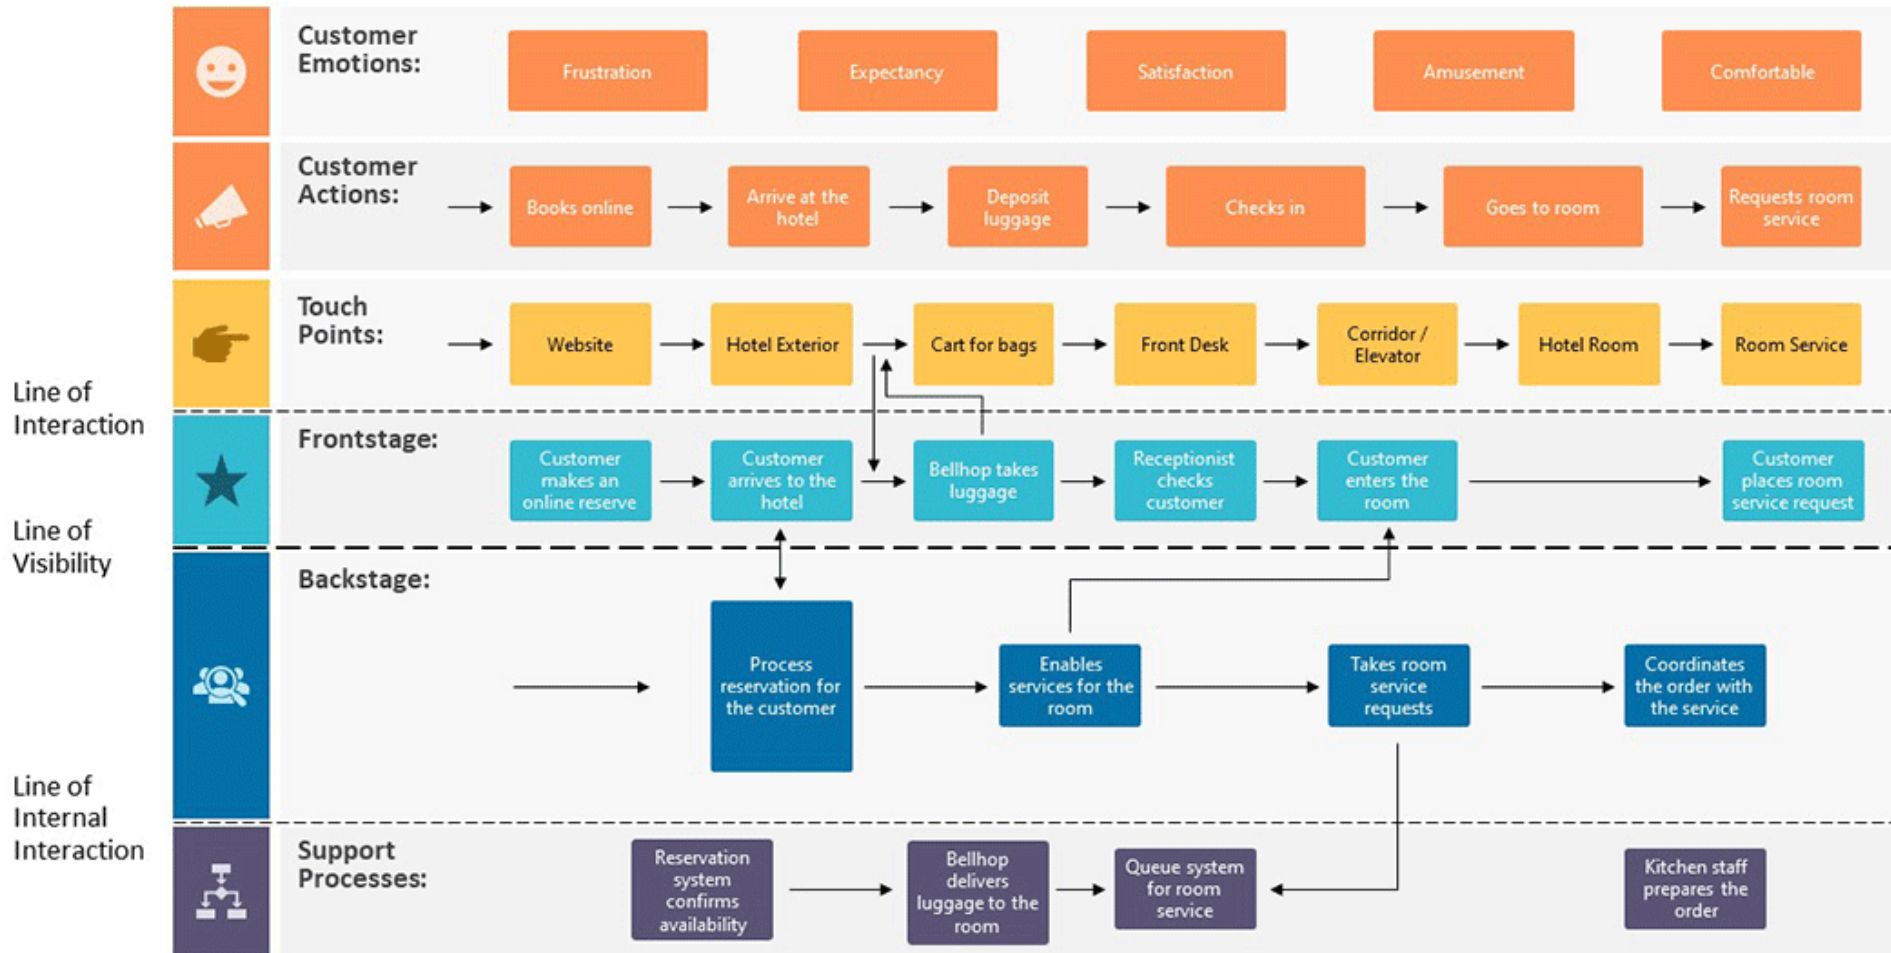 Customer
Emotions:
Frustration
Expectancy
Satisfaction
Amusement
Comfortable
Customer
Actions:
Books online
Arrive at the
hotel
Deposit
luggage
Checks in
Goes to room
Requests room
service
Touch
Points:
Website
Hotel Exterior
Cart for bags
Front Desk
Corridor /
Elevator
Hotel Room
Room Service
Line of
Interaction
Frontstage:
Customer
makes an
online reserve
Customer
arrives to the
hotel
Bellhop takes
luggage
Receptionist
checks
customer
Customer
enters the
room
Customer
places room
service request
Line of
Visibility
Backstage:
Process
reservation for
the customer
Enables
services for the
room
Takes room
service
requests
Coordinates
the order with
the service
Line of
Internal
Interaction
Support
Processes:
Reservation
system
confirms
availability
Bellhop
delivers
luggage to the
room
Queue system
for room
service
Kitchen staff
prepares the
order